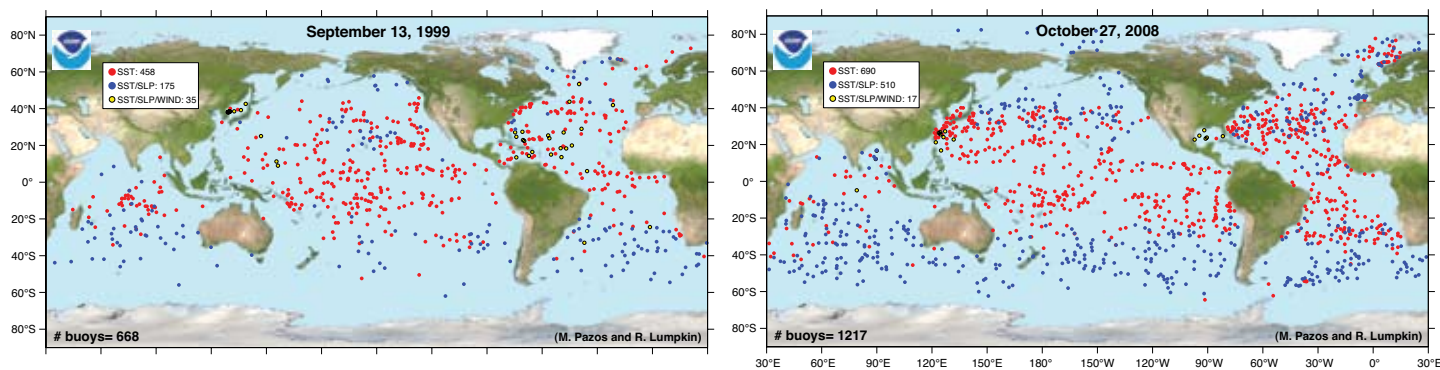 September 13, 1999
80°N
60°N
40°N
20°N
0°
20°S
40°S
60°S
80°S
SST: 458
SST/SLP: 175
SST/SLP/WIND: 35
# buoys= 668
(M. Pazos and R. Lumpkin)
October 27, 2008
80°N
60°N
40°N
20°N
0°
20°S
40°S
60°S
80°S
SST: 690
SST/SLP: 510
SST/SLP/WIND: 17
# buoys= 1217
(M. Pazos and R. Lumpkin)
30°E 60°E 90°E 120°E 150°E 180°E 150°W 120°W 90°W 60°W 30°W 0° 30°E